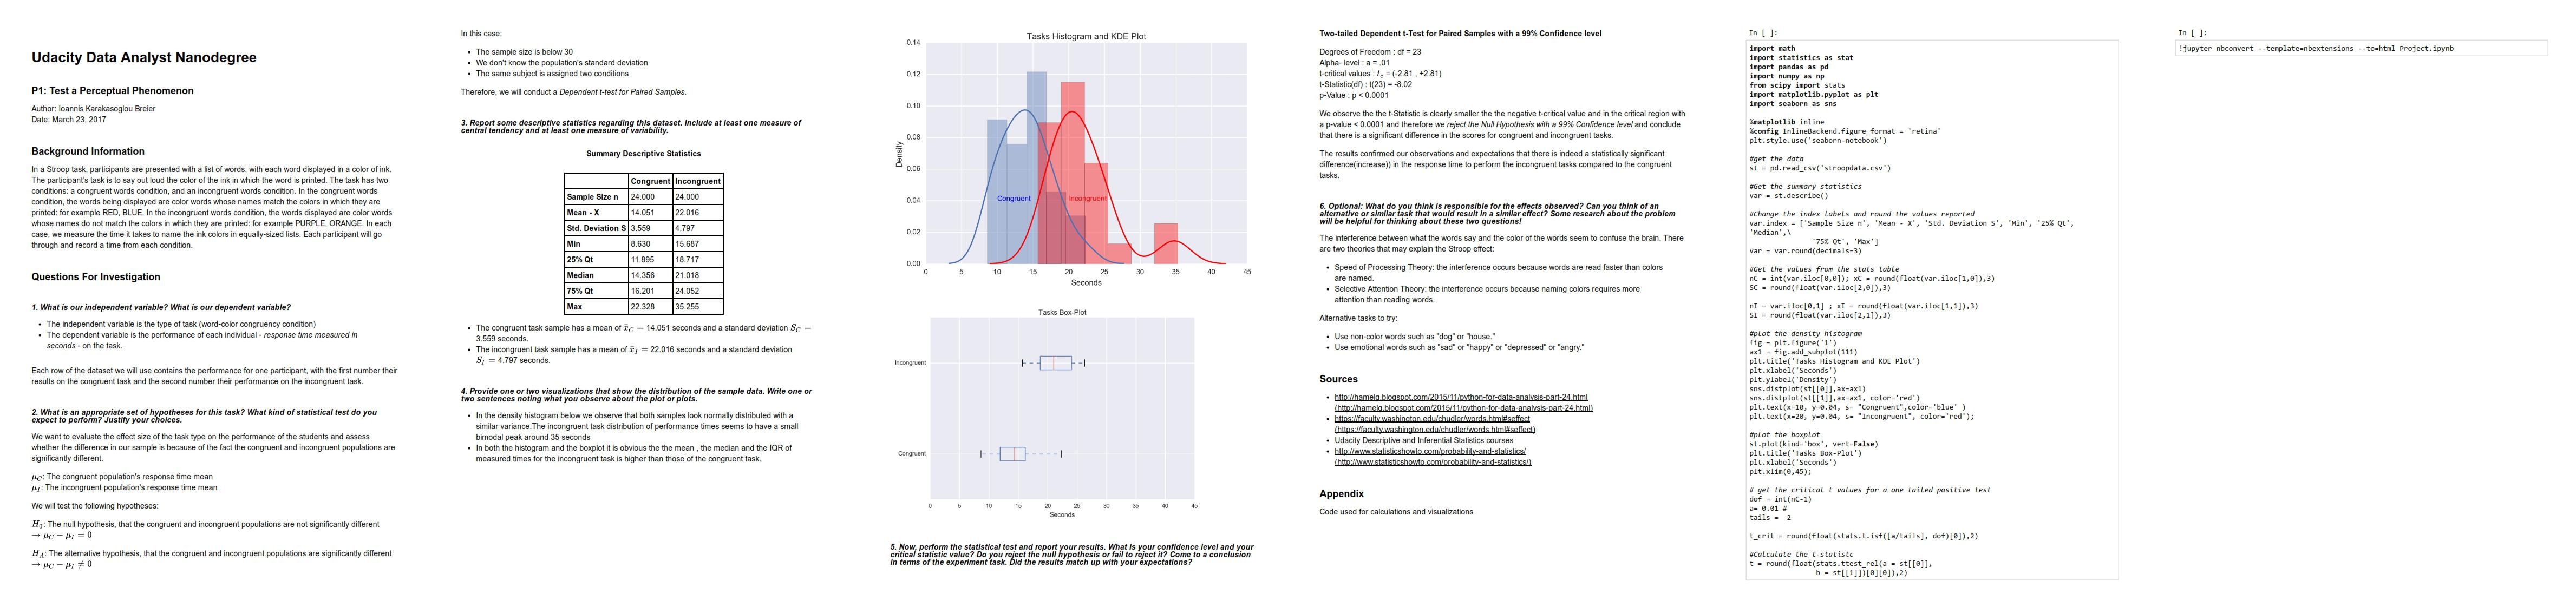 Udacity Data Analyst Nanodegree
P1: Test a Perceptual Phenomenon
Author: Ioannis Karakasoglou Breier
Date: March 23, 2017
Background Information
In a Stroop task, participants are presented with a list of words, with each word displayed in a color of ink.
The participant's task is to say out loud the color of the ink in which the word is printed. The task has two
conditions: a congruent words condition, and an incongruent words condition. In the congruent words
condition, the words being displayed are color words whose names match the colors in which they are
printed: for example RED, BLUE. In the incongruent words condition, the words displayed are color words
whose names do not match the colors in which they are printed: for example PURPLE, ORANGE. In each
case, we measure the time it takes to name the ink colors in equally-sized lists. Each participant will go
through and record a time from each condition.
Questions For Investigation
1. What is our independent variable? What is our dependent variable?
• The independent variable is the type of task (word-color congruency condition)
• The dependent variable is the performance of each individual - response time measured in
seconds - on the task.
Each row of the dataset we will use contains the performance for one participant, with the first number their
results on the congruent task and the second number their performance on the incongruent task.
2. What is an appropriate set of hypotheses for this task? What kind of statistical test do you
expect to perform? Justify your choices.
We want to evaluate the effect size of the task type on the performance of the students and assess
whether the difference in our sample is because of the fact the congruent and incongruent populations are
significantly different.
μC: The congruent population's response time mean
μI: The incongruent population's response time mean
We will test the following hypotheses:
H0: The null hypothesis, that the congruent and incongruent populations are not significantly different
→ μC − μI = 0
HA: The alternative hypothesis, that the congruent and incongruent populations are significantly different
→ μC − μI ≠ 0
In this case:
• The sample size is below 30
• We don't know the population's standard deviation
• The same subject is assigned two conditions
Therefore, we will conduct a Dependent t-test for Paired Samples.
3. Report some descriptive statistics regarding this dataset. Include at least one measure of
central tendency and at least one measure of variability.
Summary Descriptive Statistics
Congruent Incongruent
Sample Size n 24.000 24.000
Mean - X 14.051 22.016
Std. Deviation S 3.559 4.797
Min 8.630 15.687
25% Qt 11.895 18.717
Median 14.356 21.018
75% Qt 16.201 24.052
Max 22.328 35.255
• The congruent task sample has a mean of x̄C = 14.051 seconds and a standard deviation SC =
3.559 seconds.
• The incongruent task sample has a mean of x̄I = 22.016 seconds and a standard deviation
SI = 4.797 seconds.
4. Provide one or two visualizations that show the distribution of the sample data. Write one or
two sentences noting what you observe about the plot or plots.
• In the density histogram below we observe that both samples look normally distributed with a
similar variance.The incongruent task distribution of performance times seems to have a small
bimodal peak around 35 seconds
• In both the histogram and the boxplot it is obvious the the mean , the median and the IQR of
measured times for the incongruent task is higher than those of the congruent task.
Tasks Histogram and KDE Plot
0.14
0.12
0.10
0.08
0.06
0.04
0.02
0.00
Density
Congruent
Incongruent
0 5 10 15 20 25 30 35 40 45
Seconds
Tasks Box-Plot
Incongruent
Congruent
0 5 10 15 20 25 30 35 40 45
Seconds
5. Now, perform the statistical test and report your results. What is your confidence level and your
critical statistic value? Do you reject the null hypothesis or fail to reject it? Come to a conclusion
in terms of the experiment task. Did the results match up with your expectations?
Two-tailed Dependent t-Test for Paired Samples with a 99% Confidence level
Degrees of Freedom : df = 23
Alpha- level : a = .01
t-critical values : tc = (-2.81 , +2.81)
t-Statistic(df) : t(23) = -8.02
p-Value : p < 0.0001
We observe the the t-Statistic is clearly smaller the the negative t-critical value and in the critical region with
a p-value < 0.0001 and therefore we reject the Null Hypothesis with a 99% Confidence level and conclude
that there is a significant difference in the scores for congruent and incongruent tasks.
The results confirmed our observations and expectations that there is indeed a statistically significant
difference(increase)) in the response time to perform the incongruent tasks compared to the congruent
tasks.
6. Optional: What do you think is responsible for the effects observed? Can you think of an
alternative or similar task that would result in a similar effect? Some research about the problem
will be helpful for thinking about these two questions!
The interference between what the words say and the color of the words seem to confuse the brain. There
are two theories that may explain the Stroop effect:
• Speed of Processing Theory: the interference occurs because words are read faster than colors
are named.
• Selective Attention Theory: the interference occurs because naming colors requires more
attention than reading words.
Alternative tasks to try:
• Use non-color words such as "dog" or "house."
• Use emotional words such as "sad" or "happy" or "depressed" or "angry."
Sources
• http://hamelg.blogspot.com/2015/11/python-for-data-analysis-part-24.html
(http://hamelg.blogspot.com/2015/11/python-for-data-analysis-part-24.html)
• https://faculty.washington.edu/chudler/words.html#seffect
(https://faculty.washington.edu/chudler/words.html#seffect)
• Udacity Descriptive and Inferential Statistics courses
• http://www.statisticshowto.com/probability-and-statistics/
(http://www.statisticshowto.com/probability-and-statistics/)
Appendix
Code used for calculations and visualizations
In [ ]:
import math
import statistics as stat
import pandas as pd
import numpy as np
from scipy import stats
import matplotlib.pyplot as plt
import seaborn as sns
%matplotlib inline
%config InlineBackend.figure_format = 'retina'
plt.style.use('seaborn-notebook')
#get the data
st = pd.read_csv('stroopdata.csv')
#Get the summary statistics
var = st.describe()
#Change the index labels and round the values reported
var.index = ['Sample Size n', 'Mean - X', 'Std. Deviation S', 'Min', '25% Qt',
'Median',\
'75% Qt', 'Max']
var = var.round(decimals=3)
#Get the values from the stats table
nC = int(var.iloc[0,0]); xC = round(float(var.iloc[1,0]),3)
SC = round(float(var.iloc[2,0]),3)
nI = var.iloc[0,1] ; xI = round(float(var.iloc[1,1]),3)
SI = round(float(var.iloc[2,1]),3)
#plot the density histogram
fig = plt.figure('1')
ax1 = fig.add_subplot(111)
plt.title('Tasks Histogram and KDE Plot')
plt.xlabel('Seconds')
plt.ylabel('Density')
sns.distplot(st[[0]],ax=ax1)
sns.distplot(st[[1]],ax=ax1, color='red')
plt.text(x=10, y=0.04, s= "Congruent",color='blue' )
plt.text(x=20, y=0.04, s= "Incongruent", color='red');
#plot the boxplot
st.plot(kind='box', vert=False)
plt.title('Tasks Box-Plot')
plt.xlabel('Seconds')
plt.xlim(0,45);
# get the critical t values for a one tailed positive test
dof = int(nC-1)
a= 0.01 #
tails =  2
t_crit = round(float(stats.t.isf([a/tails], dof)[0]),2)
#Calculate the t-statistc
t = round(float(stats.ttest_rel(a = st[[0]],
b = st[[1]])[0][0]),2)
In [ ]:
!jupyter nbconvert --template=nbextensions --to=html Project.ipynb